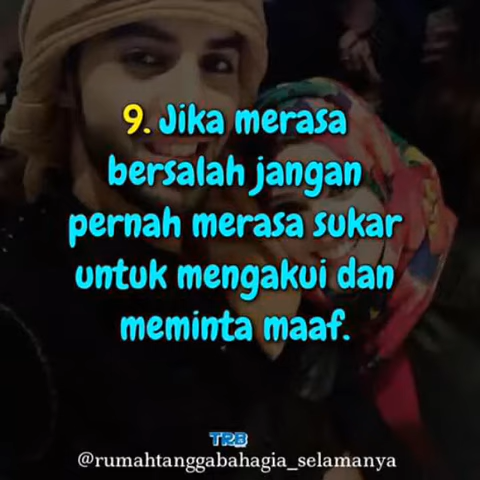 9. Jika merasa
bersalah jangan
pernah merasa sukar
untuk mengakui dan
meminta maaf.
TRB
@rumahtanggabahagia_selamanya